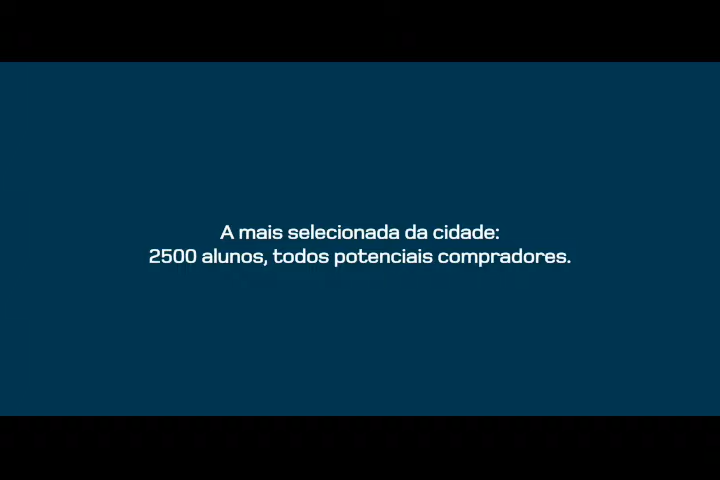 A mais selecionada da cidade:
2500 alunos, todos potenciais compradores.